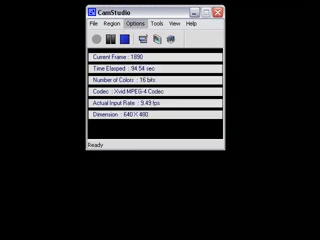 CamStudio
File Region Options Tools View Help
Current Frame : 1890
Time Elapsed : 94.54 sec
Number of Colors : 16 bits
Codec : Xvid MPEG-4 Codec
Actual Input Rate : 9.49 fps
Dimension : 640 X 480
Ready